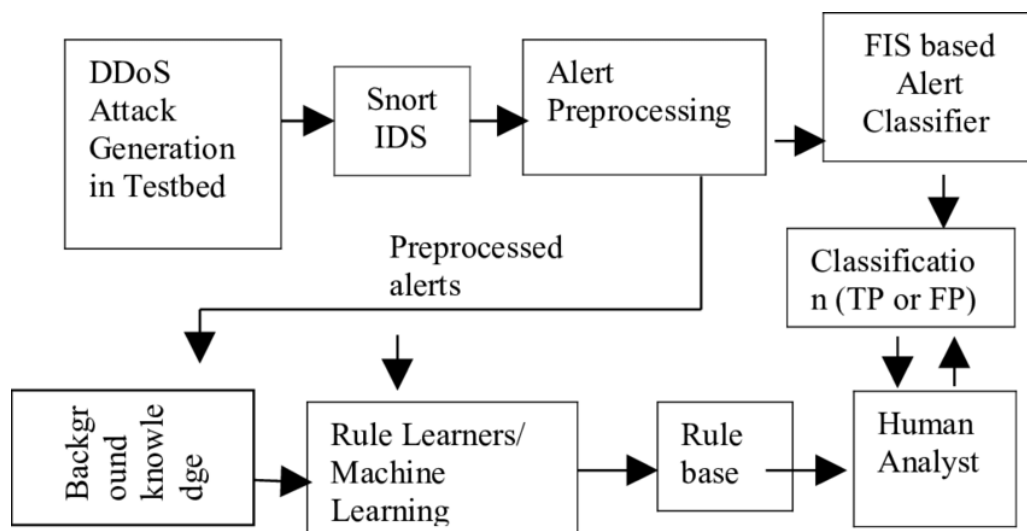 DDoS
Attack
Generation
in Testbed
Snort
IDS
Alert
Preprocessing
FIS based
Alert
Classifier
Preprocessed
alerts
Classificatio
n (TP or FP)
Backgr
ound
knowle
dge
Rule Learners/
Machine
Learning
Rule
base
Human
Analyst